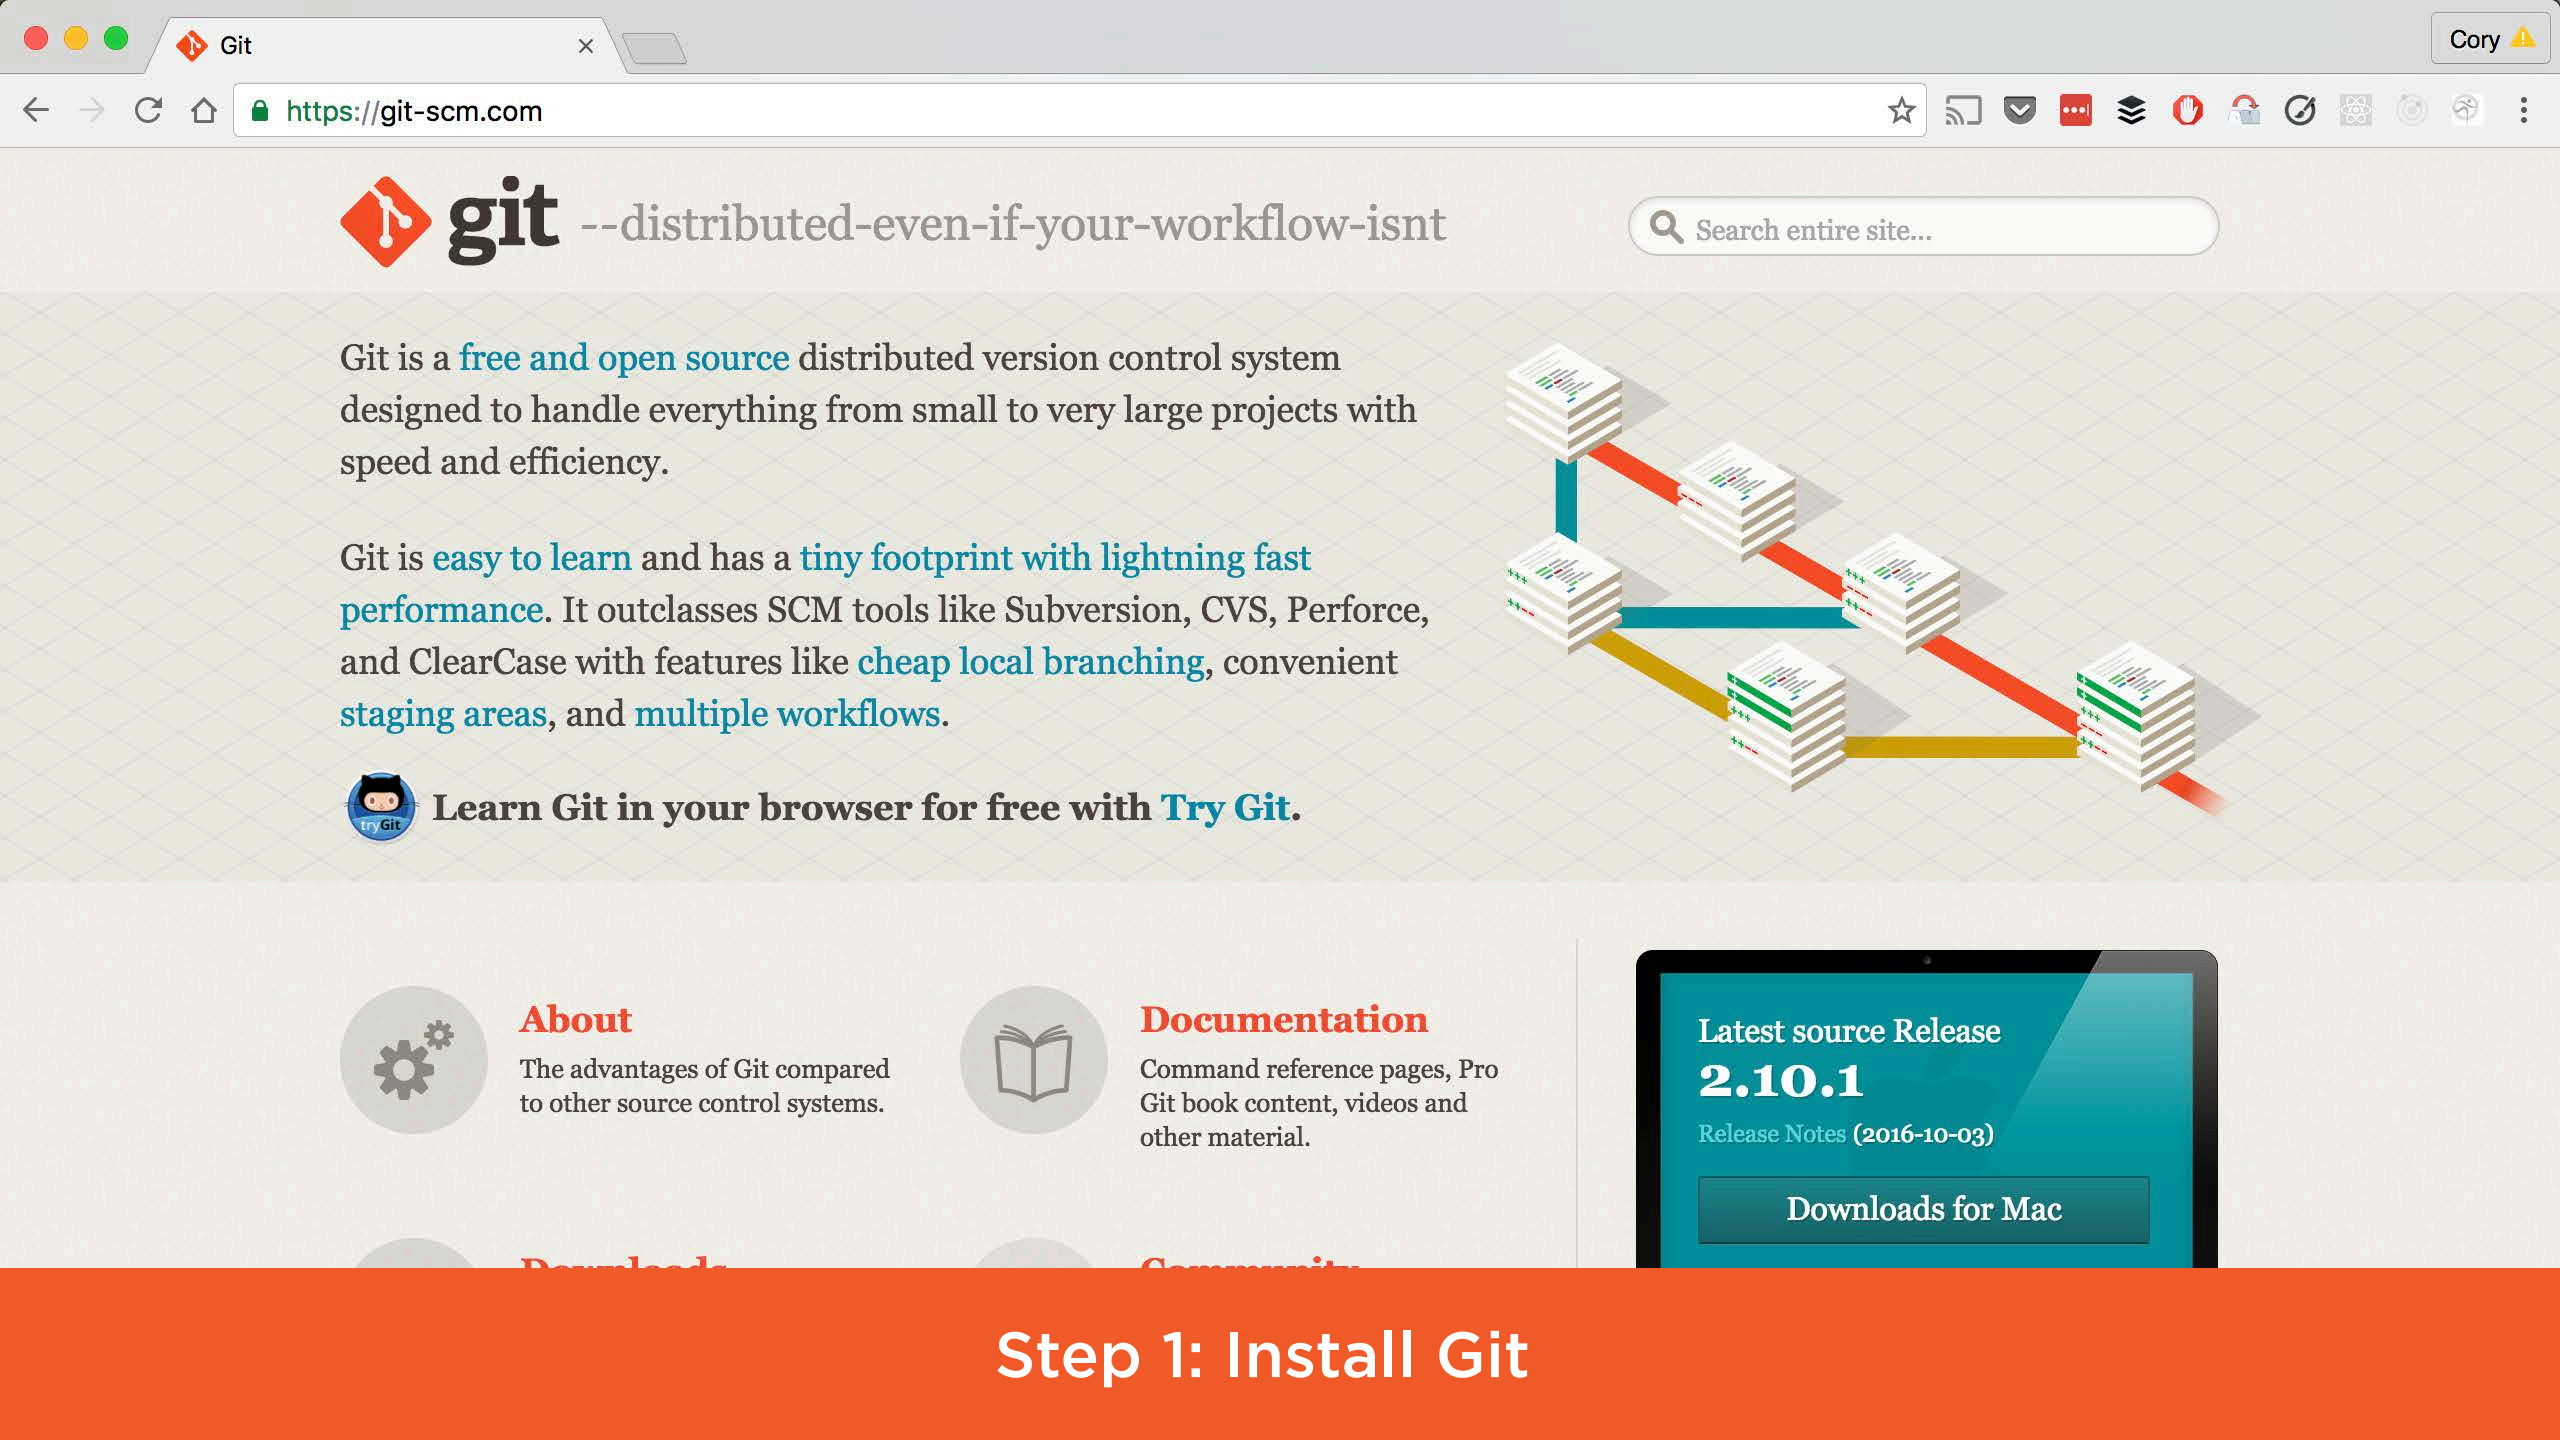 Git
Cory
https://git-scm.com
git --distributed-even-if-your-workflow-isnt
Search entire site...
Git is a free and open source distributed version control system
designed to handle everything from small to very large projects with
speed and efficiency.
Git is easy to learn and has a tiny footprint with lightning fast
performance. It outclasses SCM tools like Subversion, CVS, Perforce,
and ClearCase with features like cheap local branching, convenient
staging areas, and multiple workflows.
tryGit
Learn Git in your browser for free with Try Git.
About
The advantages of Git compared
to other source control systems.
Documentation
Command reference pages, Pro
Git book content, videos and
other material.
Latest source Release
2.10.1
Release Notes (2016-10-03)
Downloads for Mac
Downloads
Community
Step 1: Install Git